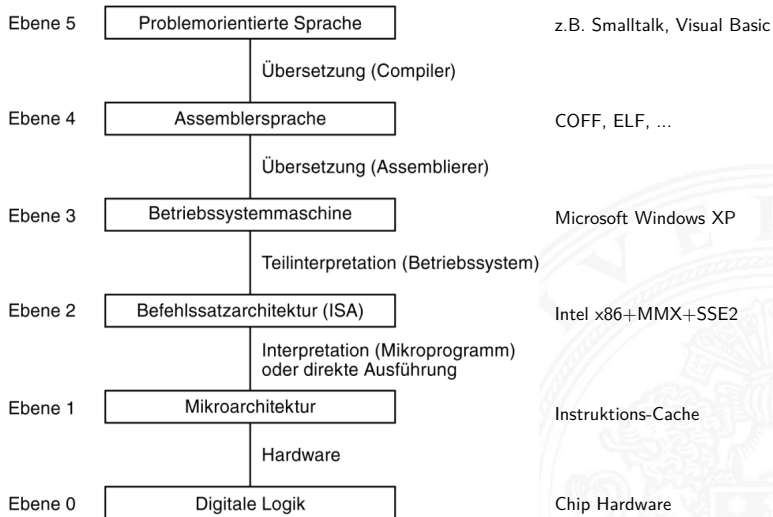 Ebene 5 Problemorientierte Sprache z.B. Smalltalk, Visual Basic
Übersetzung (Compiler)
Ebene 4 Assemblersprache COFF, ELF, ...
Übersetzung (Assemblierer)
Ebene 3 Betriebssystemmaschine Microsoft Windows XP
Teilinterpretation (Betriebssystem)
Ebene 2 Befehlssatzarchitektur (ISA) Intel x86+MMX+SSE2
Interpretation (Mikroprogramm)
oder direkte Ausführung
Ebene 1 Mikroarchitektur Instruktions-Cache
Hardware
Ebene 0 Digitale Logik Chip Hardware